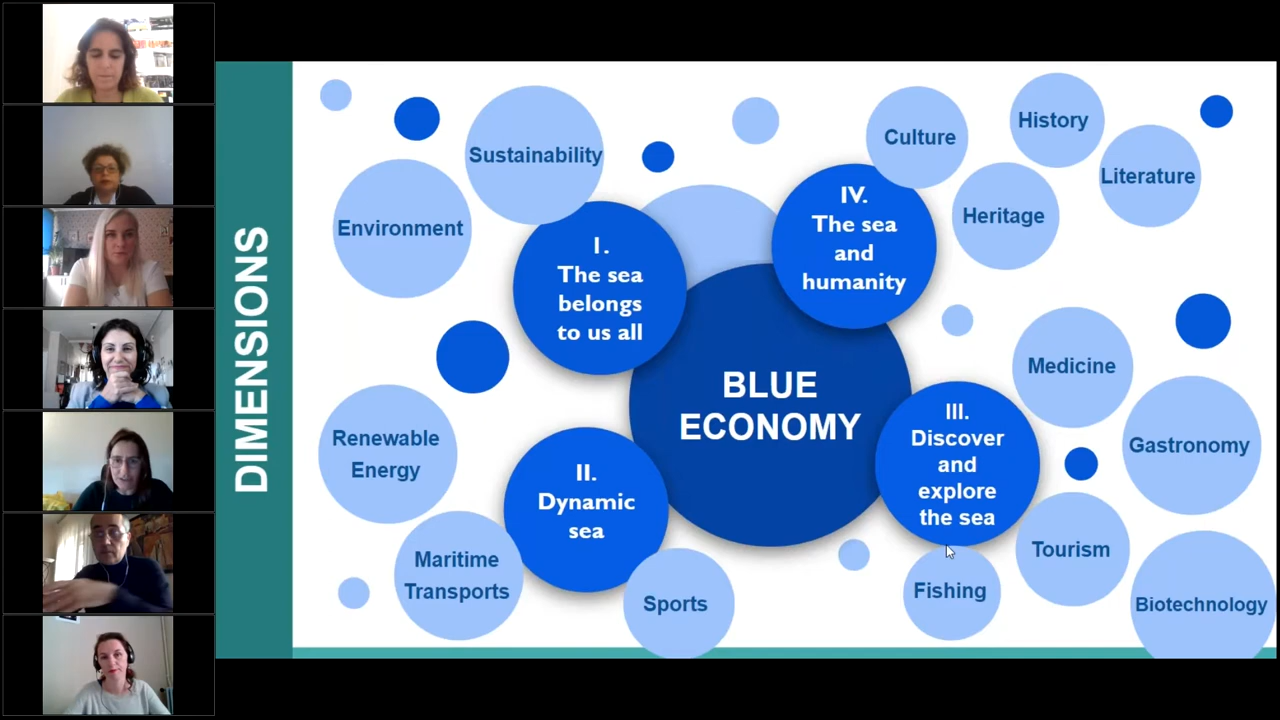 DIMENSIONS
Sustainability
Environment
I.
The sea
belongs
to us all
IV.
The sea
and
humanity
Culture
History
Literature
Heritage
BLUE
ECONOMY
Renewable
Energy
II.
Dynamic
sea
Maritime
Transports
Sports
III.
Discover
and
explore
the sea
Medicine
Gastronomy
Tourism
Fishing
Biotechnology